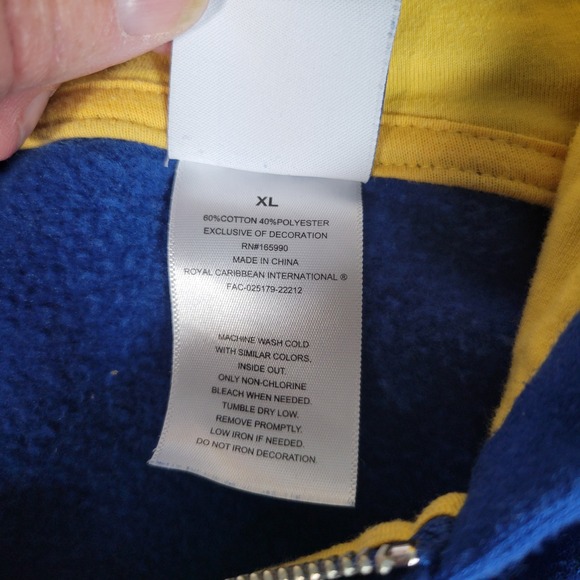 XL
60%COTTON 40%POLYESTER
EXCLUSIVE OF DECORATION
RN#165990
MADE IN CHINA
ROYAL CARIBBEAN INTERNATIONAL ®
FAC-025179-22212
MACHINE WASH COLD
WITH SIMILAR COLORS,
INSIDE OUT.
ONLY NON-CHLORINE
BLEACH WHEN NEEDED.
TUMBLE DRY LOW.
REMOVE PROMPTLY.
LOW IRON IF NEEDED.
DO NOT IRON DECORATION.